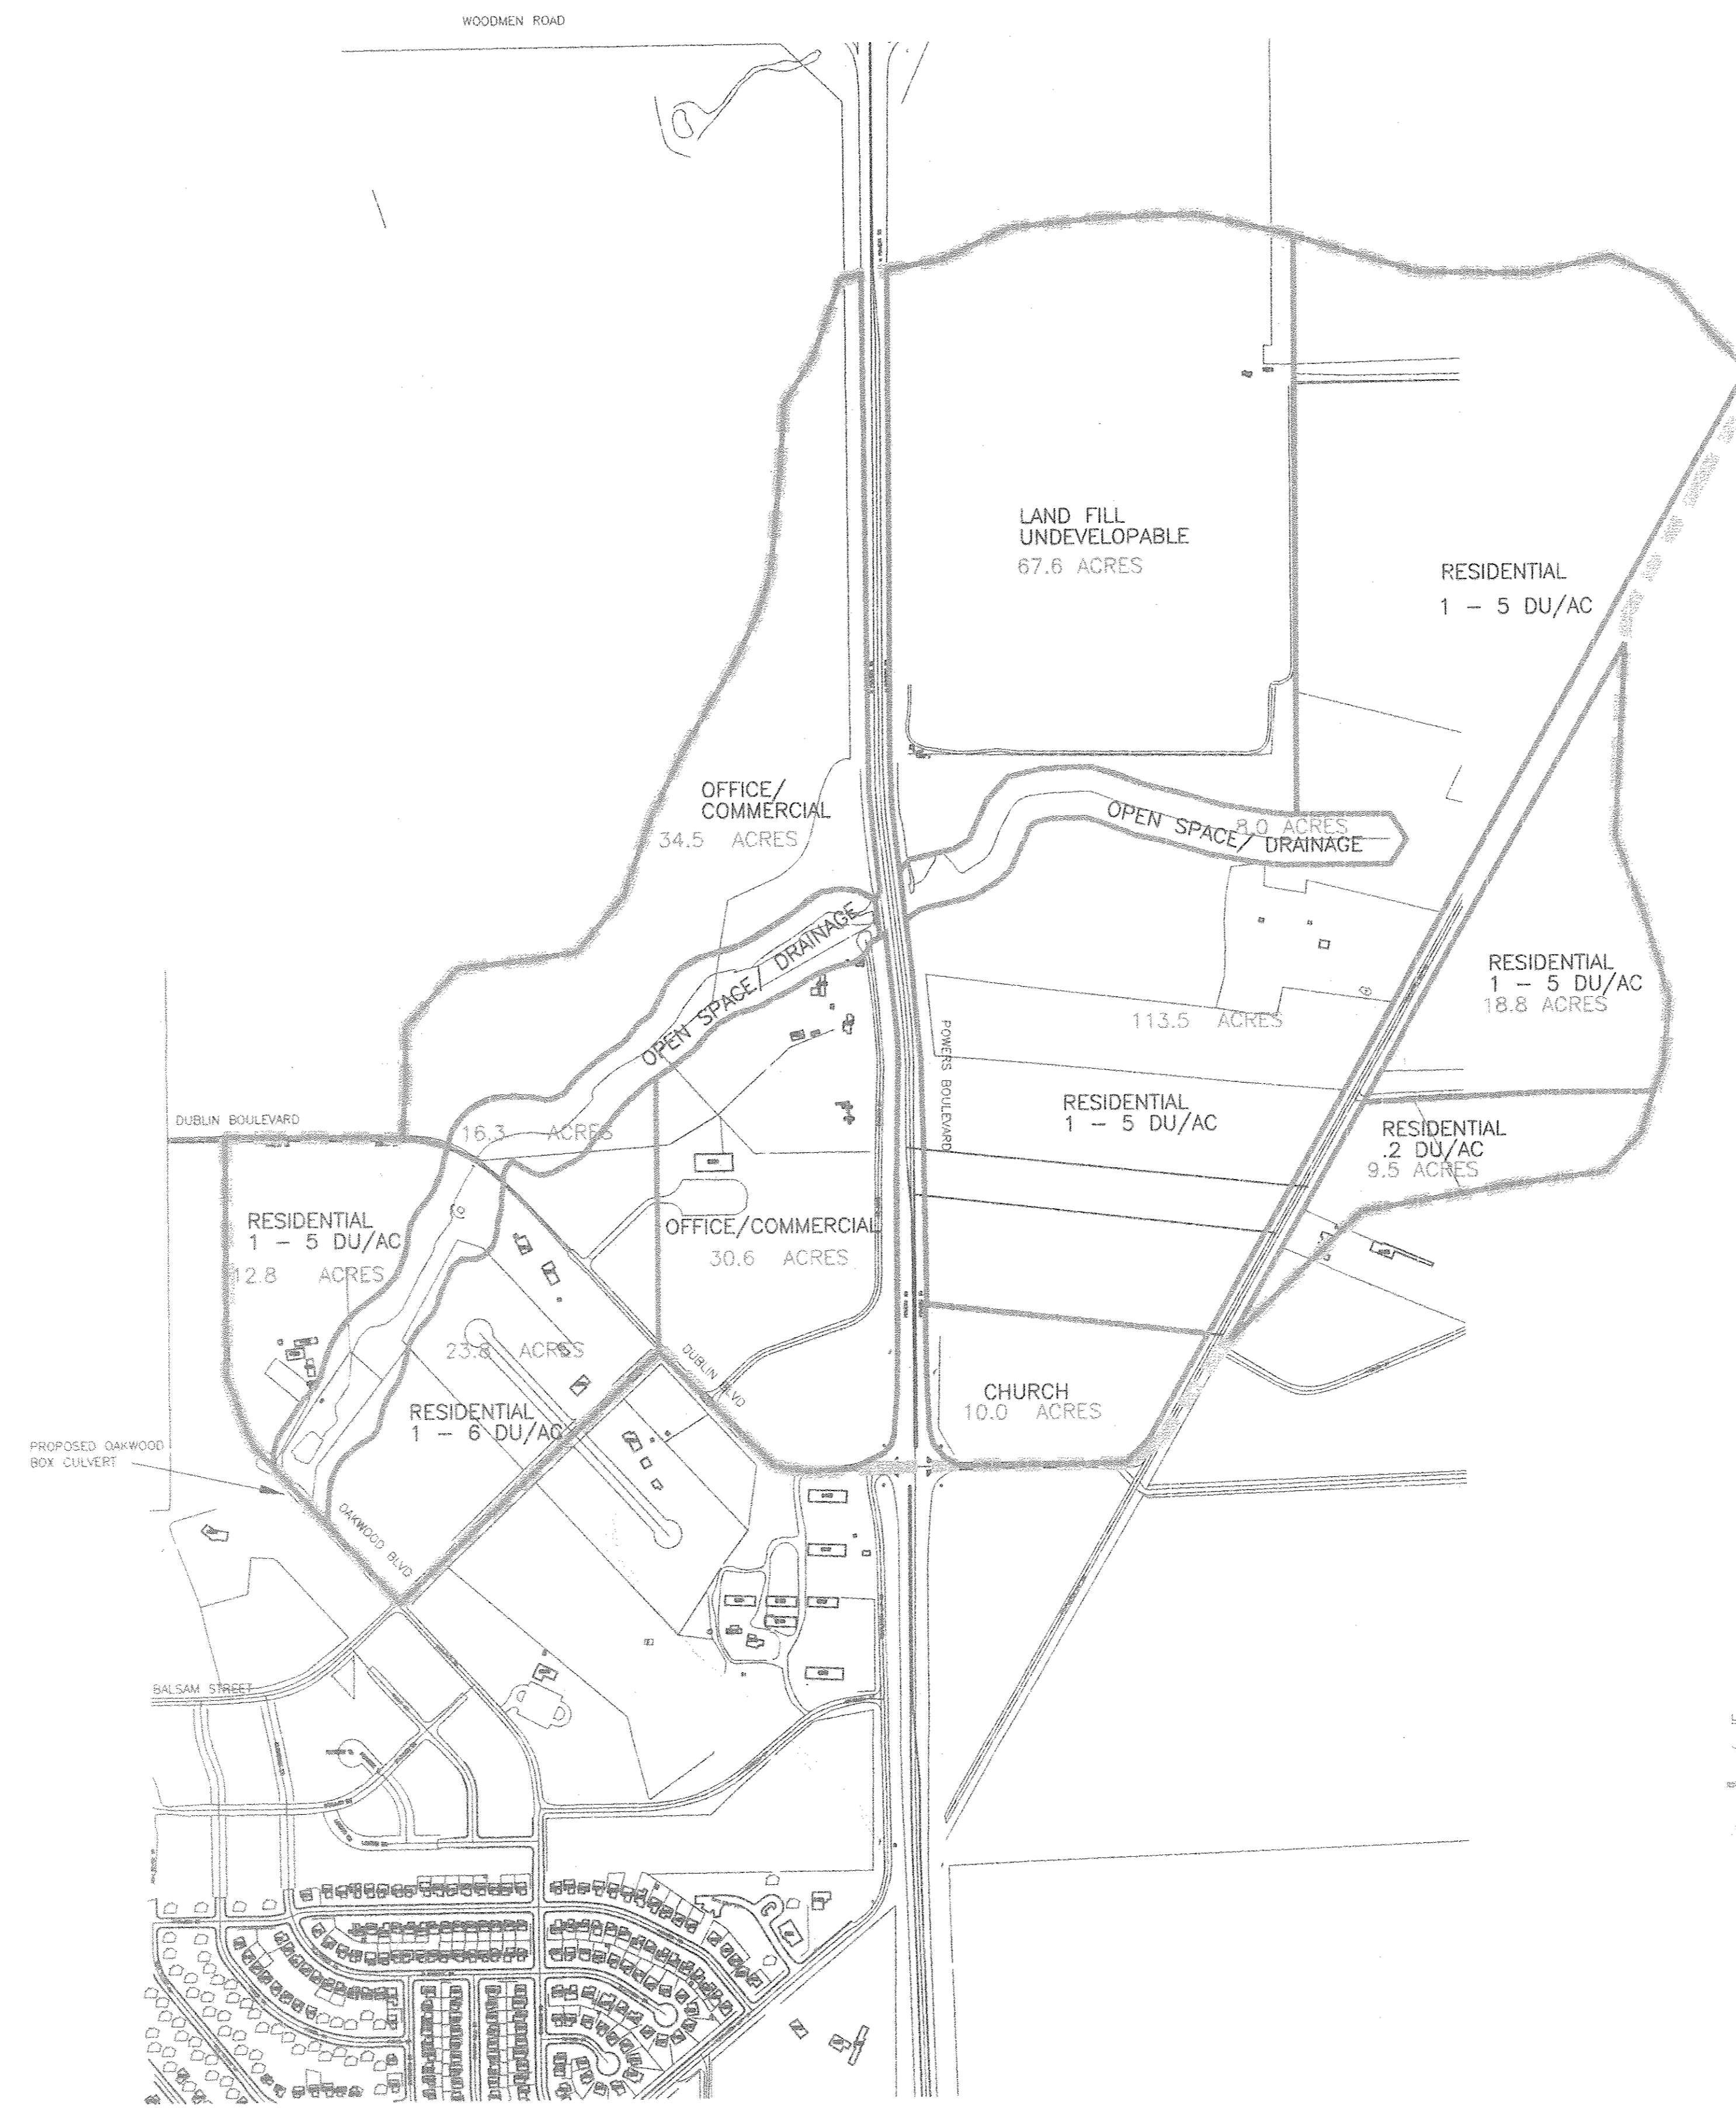 WOODMEN ROAD
LAND FILL
UNDEVELOPABLE
67.6 ACRES
RESIDENTIAL
1 - 5 DU/AC
OFFICE/
COMMERCIAL
34.5 ACRES
OPEN SPACE/ DRAINAGE
8.0 ACRES
OPEN SPACE/ DRAINAGE
16.3 ACRES
RESIDENTIAL
1 - 5 DU/AC
18.8 ACRES
113.5 ACRES
RESIDENTIAL
1 - 5 DU/AC
POWERS BOULEVARD
RESIDENTIAL
.2 DU/AC
9.5 ACRES
DUBLIN BOULEVARD
RESIDENTIAL
1 - 5 DU/AC
12.8 ACRES
OFFICE/COMMERCIAL
30.6 ACRES
23.8 ACRES
RESIDENTIAL
1 - 6 DU/AC
DUBLIN BLVD
CHURCH
10.0 ACRES
PROPOSED OAKWOOD
BOX CULVERT
OAKWOOD BLVD
BALSAM STREET